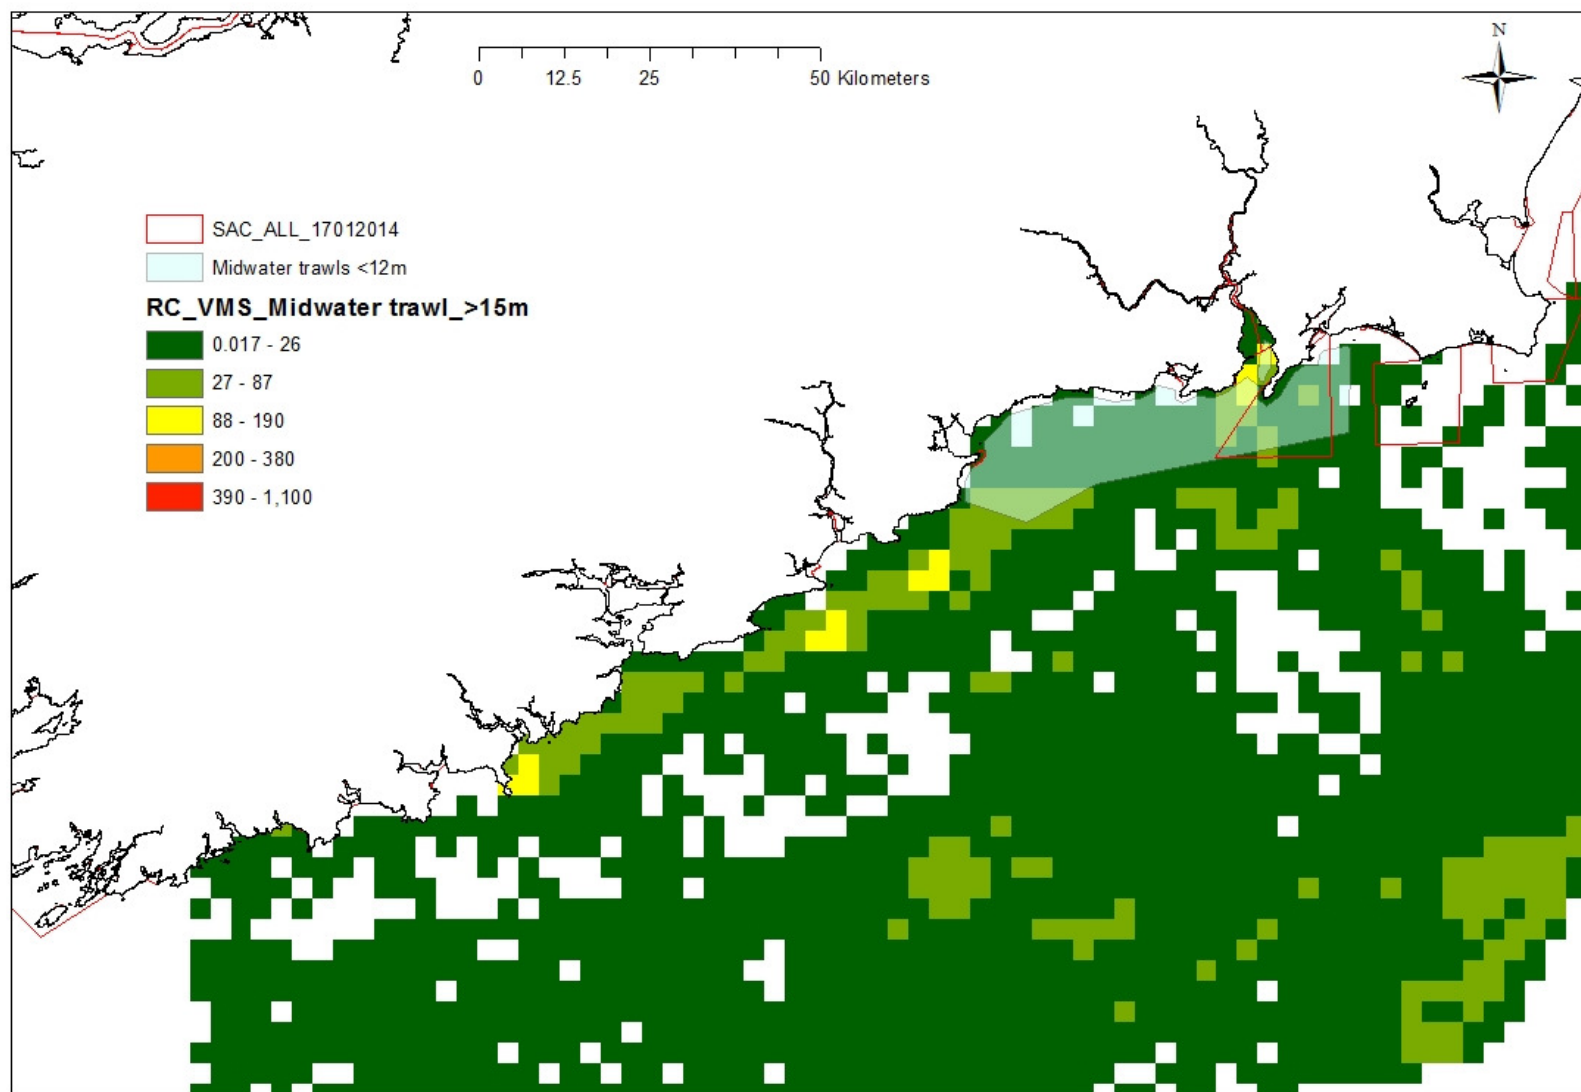 N
0 12.5 25 50 Kilometers
SAC_ALL_17012014
Midwater trawls <12m
RC_VMS_Midwater trawl_>15m
0.017 - 26
27 - 87
88 - 190
200 - 380
390 - 1,100